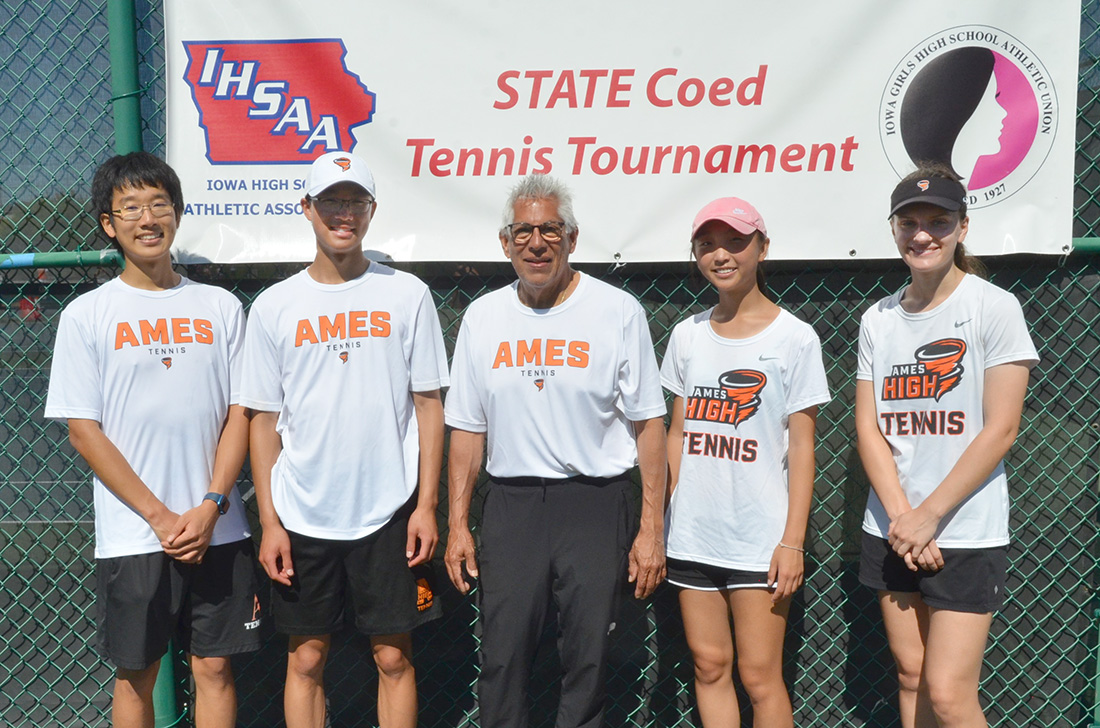 IHSAA
IOWA HIGH SC
ATHLETIC ASSOC
STATE Coed
Tennis Tournament
IOWA GIRLS HIGH SCHOOL ATHLETIC UNION
1927
AMES
TENNIS
AMES
TENNIS
AMES
TENNIS
AMES
HIGH
TENNIS
AMES
HIGH
TENNIS